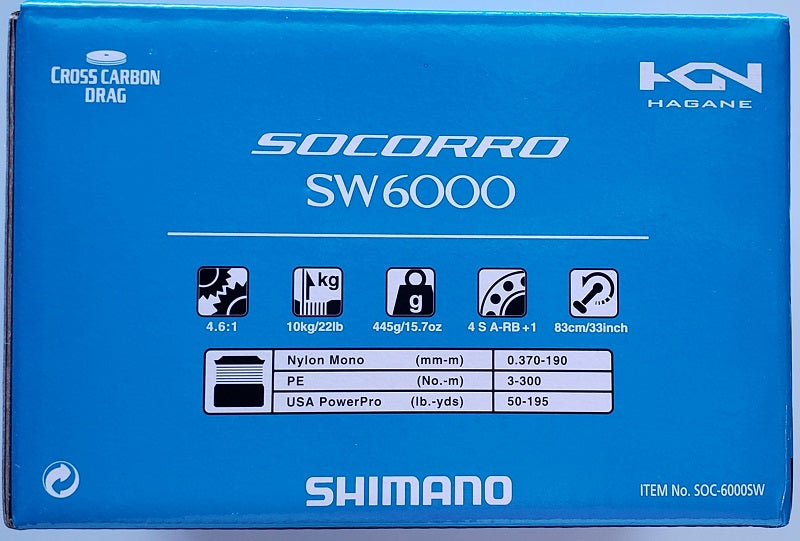 CROSS CARBON
DRAG
HGN
HAGANE
SOCORRO
SW6000
kg
g
4.6:1
10kg/22lb
445g/15.7oz
4 S A-RB +1
83cm/33inch
Nylon Mono (mm-m) 0.370-190
PE (No.-m) 3-300
USA PowerPro (lb.-yds) 50-195
SHIMANO
ITEM No. SOC-6000SW